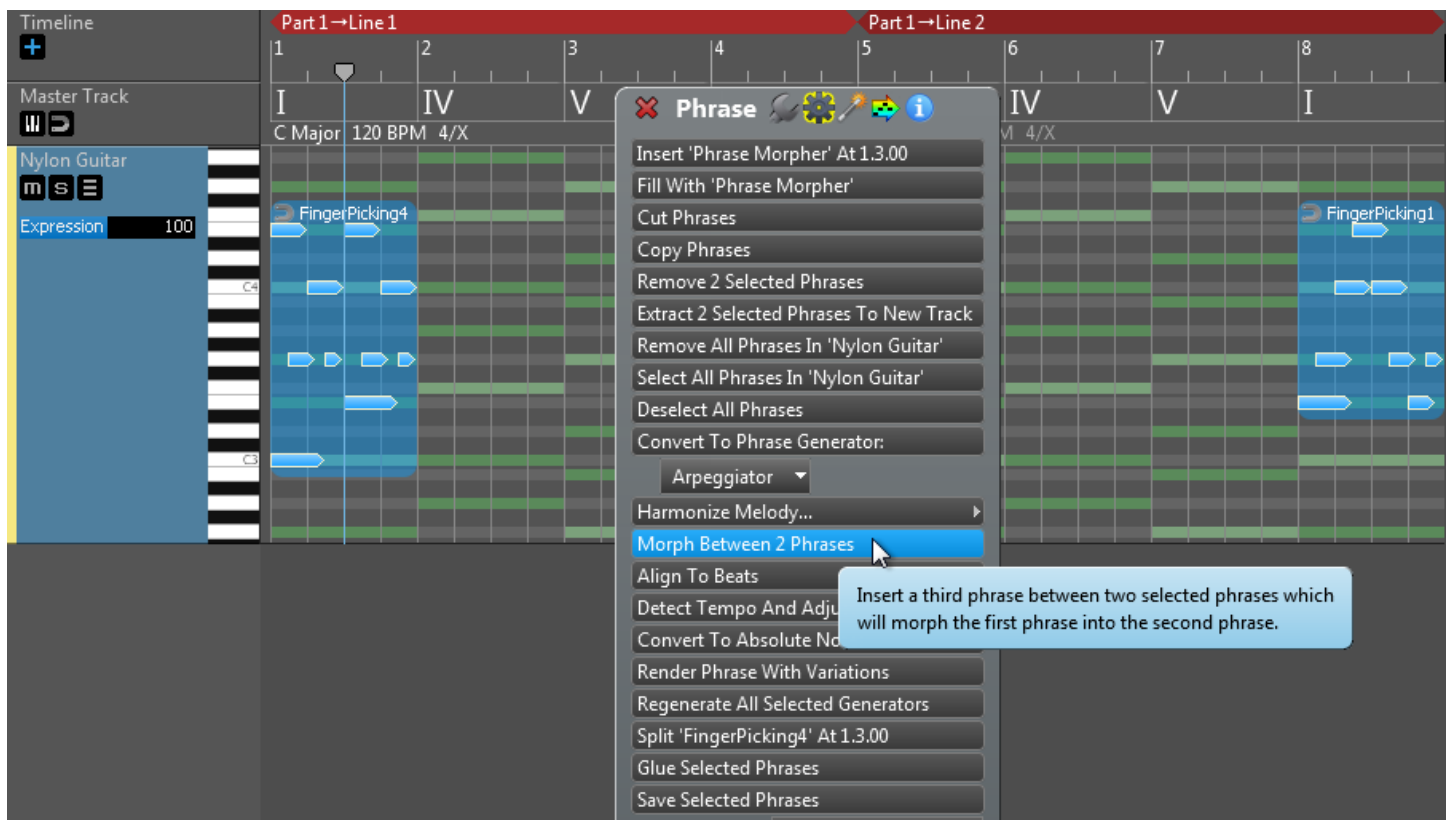 Timeline
Part 1→Line 1
Part 1→Line 2
1 2 3 4 5 6 7 8
Master Track
I IV V IV V I
C Major 120 BPM 4/X
4/X
Nylon Guitar
m s
Expression 100
C4
C3
FingerPicking4
FingerPicking1
Phrase
Insert 'Phrase Morpher' At 1.3.00
Fill With 'Phrase Morpher'
Cut Phrases
Copy Phrases
Remove 2 Selected Phrases
Extract 2 Selected Phrases To New Track
Remove All Phrases In 'Nylon Guitar'
Select All Phrases In 'Nylon Guitar'
Deselect All Phrases
Convert To Phrase Generator:
Arpeggiator
Harmonize Melody...
Morph Between 2 Phrases
Align To Beats
Detect Tempo And Adju
Convert To Absolute No
Render Phrase With Variations
Regenerate All Selected Generators
Split 'FingerPicking4' At 1.3.00
Glue Selected Phrases
Save Selected Phrases
Insert a third phrase between two selected phrases which
will morph the first phrase into the second phrase.